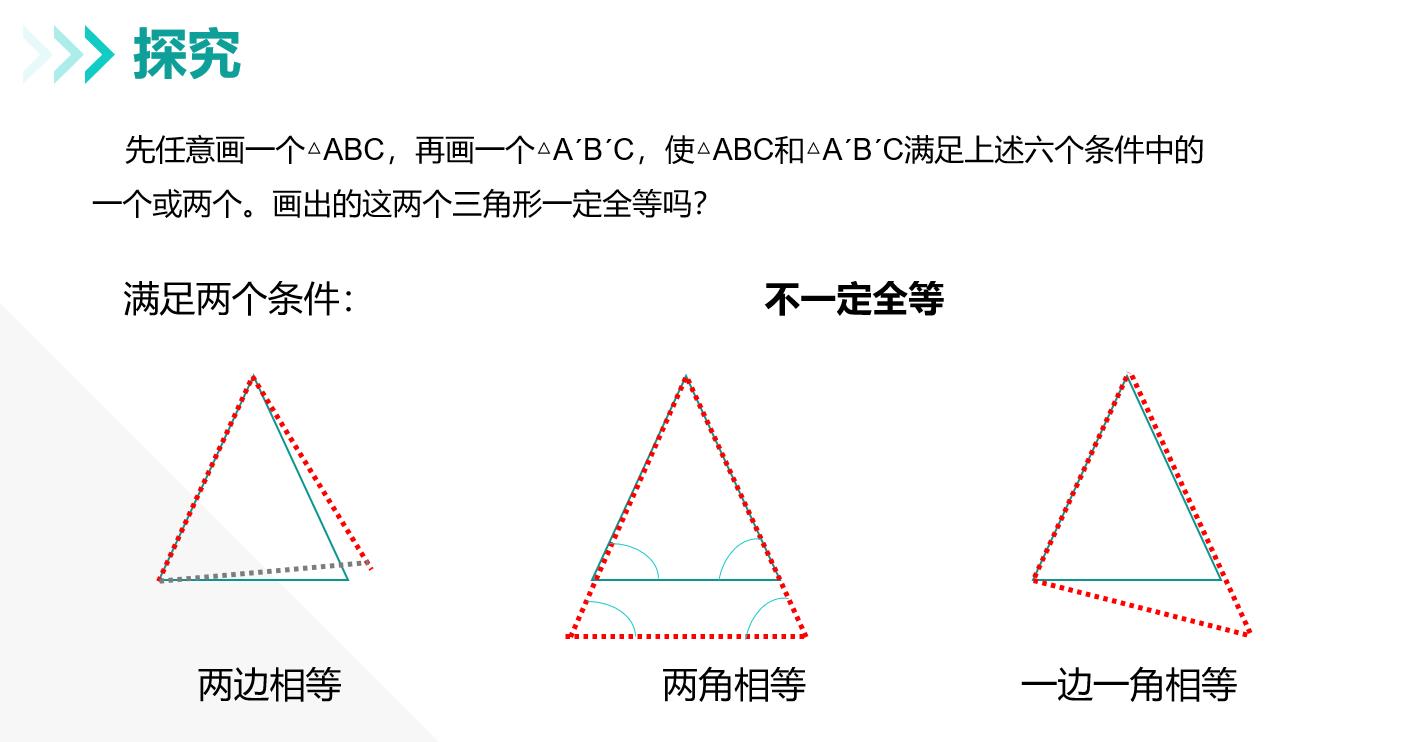 探究
先任意画一个△ABC，再画一个△A′B′C，使△ABC和△A′B′C满足上述六个条件中的
一个或两个。画出的这两个三角形一定全等吗？
满足两个条件： 不一定全等
两边相等 两角相等 一边一角相等